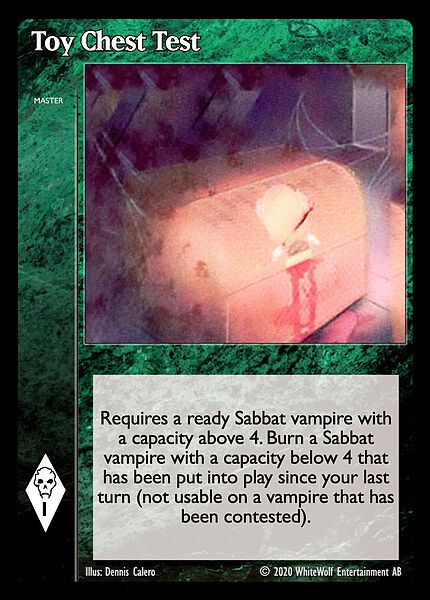 Toy Chest Test
MASTER
Requires a ready Sabbat vampire with
a capacity above 4. Burn a Sabbat
vampire with a capacity below 4 that
has been put into play since your last
turn (not usable on a vampire that has
been contested).
I
Illus: Dennis Calero
© 2020 WhiteWolf Entertainment AB